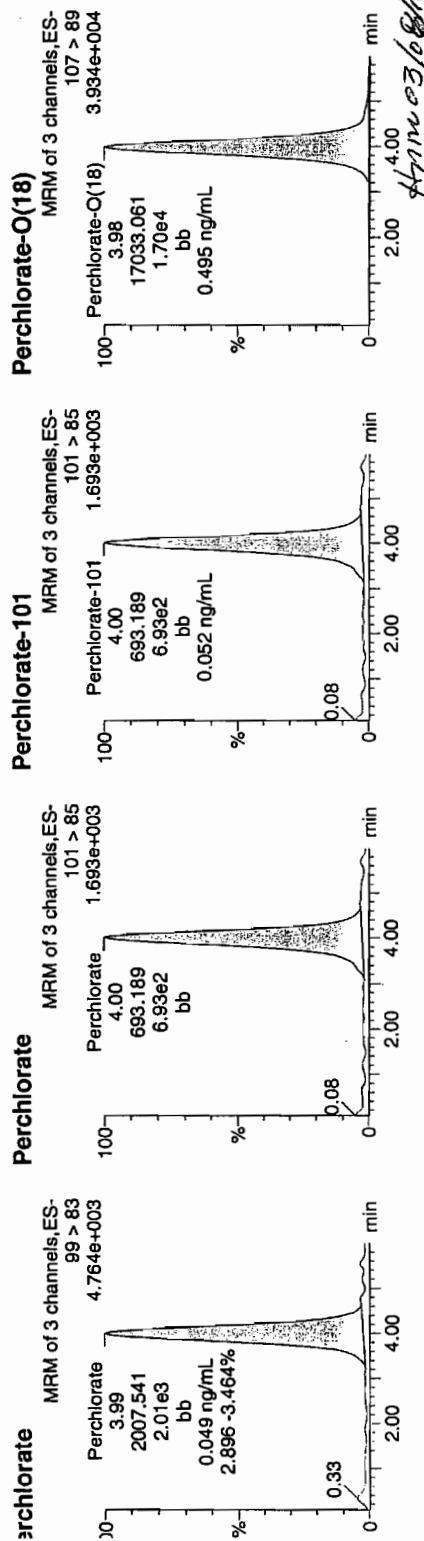 erchlorate
MRM of 3 channels,ES-
99 > 83
4.764e+003
Perchlorate
3.99
2007.541
2.01e3
bb
0.049 ng/mL
2.896 -3.464%
%
0.33
0
2.00 4.00 min
Perchlorate
MRM of 3 channels,ES-
101 > 85
1.693e+003
100
Perchlorate
4.00
693.189
6.93e2
bb
%
0.08
0
2.00 4.00 min
Perchlorate-101
MRM of 3 channels,ES-
101 > 85
1.693e+003
100
Perchlorate-101
4.00
693.189
6.93e2
bb
0.052 ng/mL
%
0.08
0
2.00 4.00 min
Perchlorate-O(18)
MRM of 3 channels,ES-
107 > 89
3.934e+004
100
Perchlorate-O(18)
3.98
17033.061
1.70e4
bb
0.495 ng/mL
%
0
2.00 4.00 min